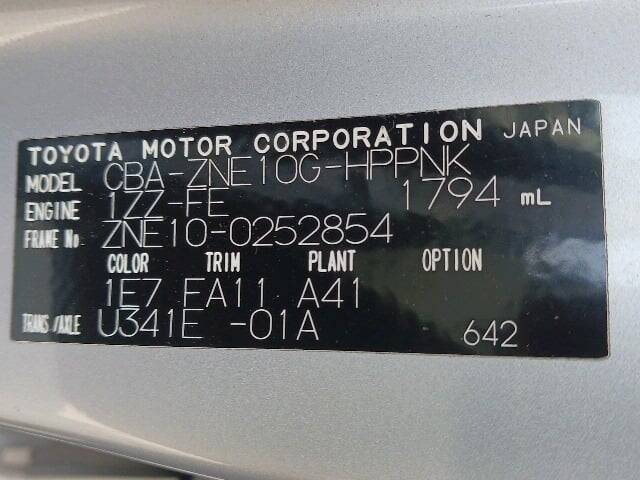 TOYOTA MOTOR CORPORATION JAPAN
MODEL CBA-ZNE10G-HPPNK
ENGINE 1ZZ-FE 1794 mL
FRAME No ZNE10-0252854
COLOR TRIM PLANT OPTION
1E7 FA11 A41
TRANS/AXLE U341E -01A 642